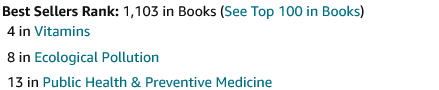 Best Sellers Rank: 1,103 in Books (See Top 100 in Books)
4 in Vitamins
8 in Ecological Pollution
13 in Public Health & Preventive Medicine